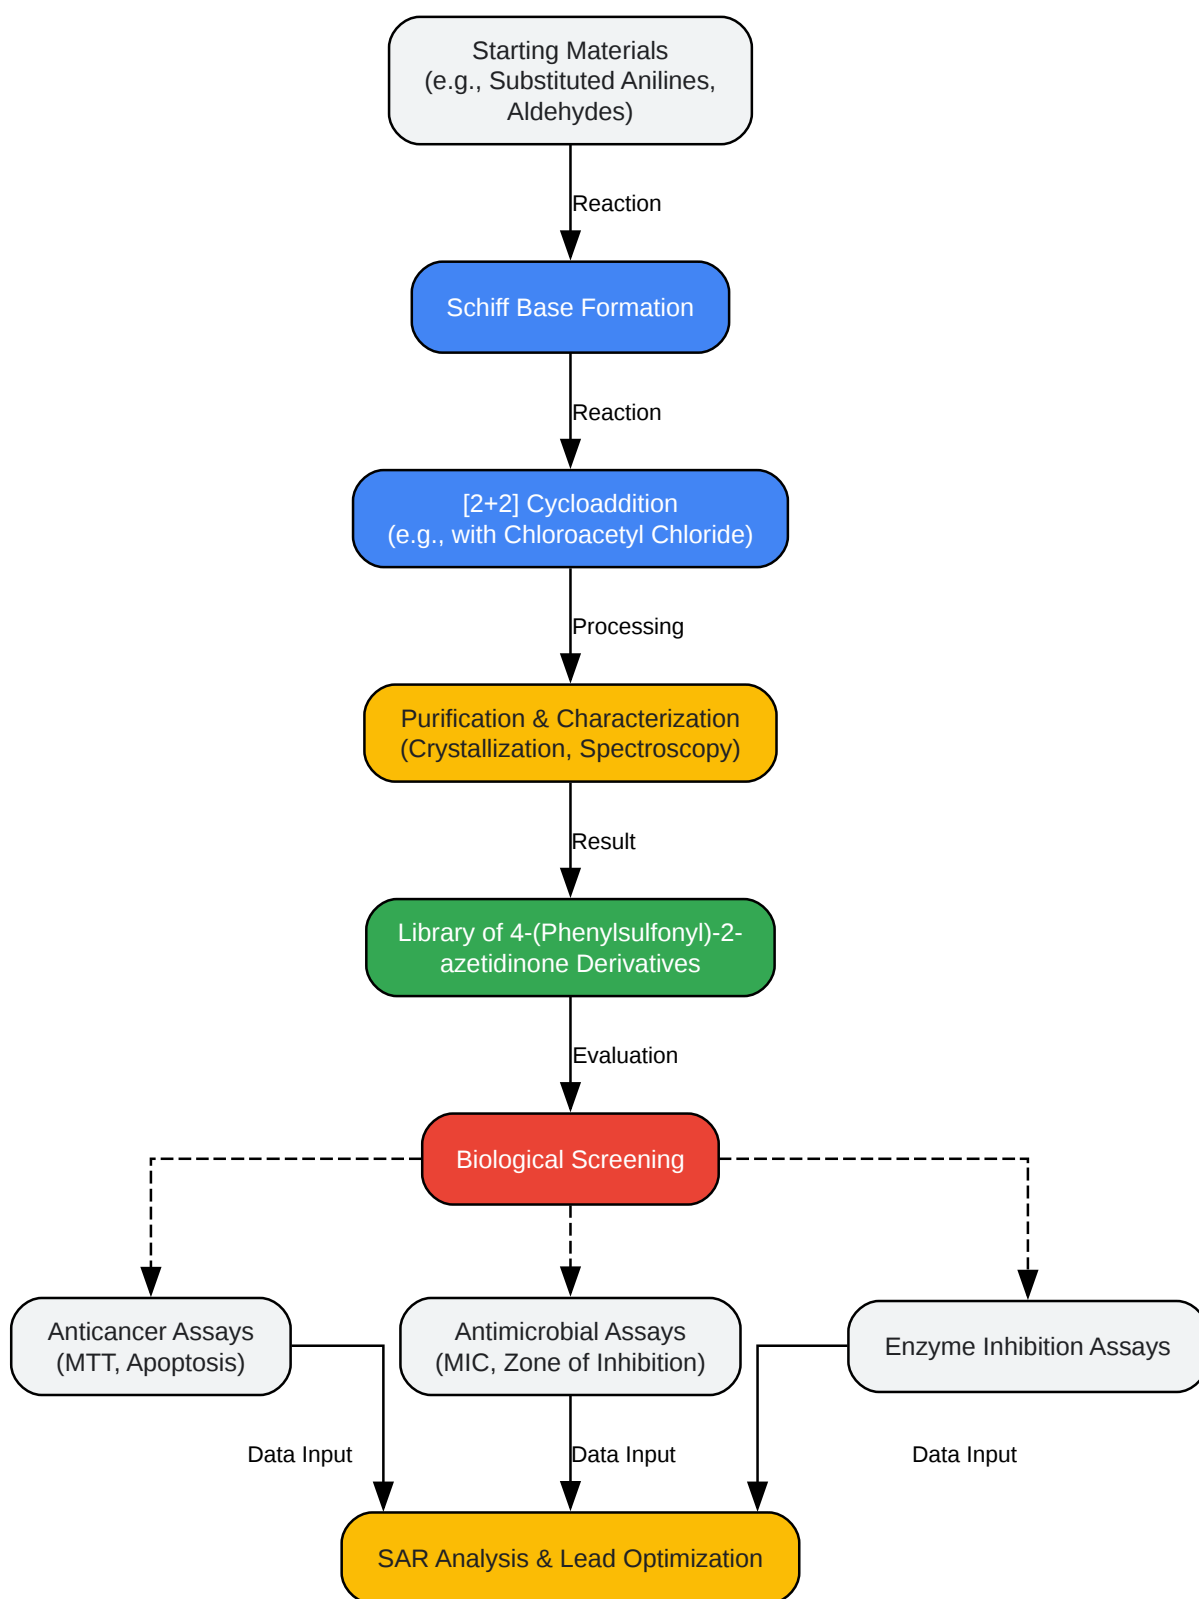 Starting Materials
(e.g., Substituted Anilines,
Aldehydes)
Reaction
Schiff Base Formation
Reaction
[2+2] Cycloaddition
(e.g., with Chloroacetyl Chloride)
Processing
Purification & Characterization
(Crystallization, Spectroscopy)
Result
Library of 4-(Phenylsulfonyl)-2-
azetidinone Derivatives
Evaluation
Biological Screening
Anticancer Assays
(MTT, Apoptosis)
Antimicrobial Assays
(MIC, Zone of Inhibition)
Enzyme Inhibition Assays
Data Input
Data Input
Data Input
SAR Analysis & Lead Optimization